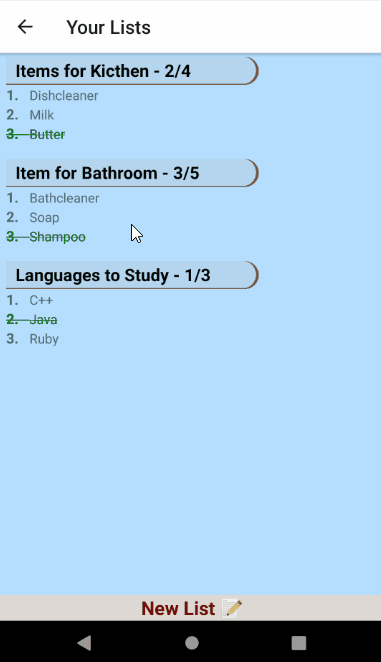 Your Lists
Items for Kicthen - 2/4
1. Dishcleaner
2. Milk
3. Butter
Item for Bathroom - 3/5
1. Bathcleaner
2. Soap
3. Shampoo
Languages to Study - 1/3
1. C++
2. Java
3. Ruby
New List 📝